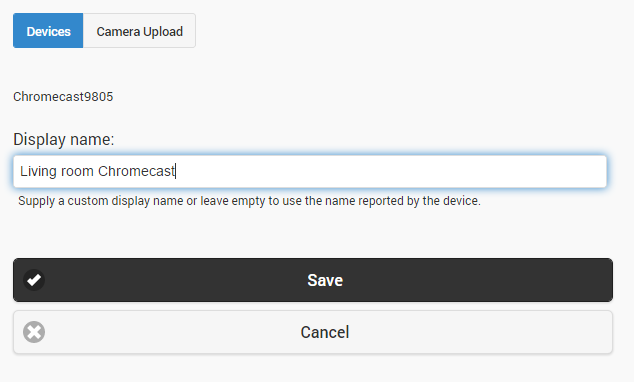 Devices Camera Upload
Chromecast9805
Display name:
Living room Chromecast
Supply a custom display name or leave empty to use the name reported by the device.
Save
Cancel